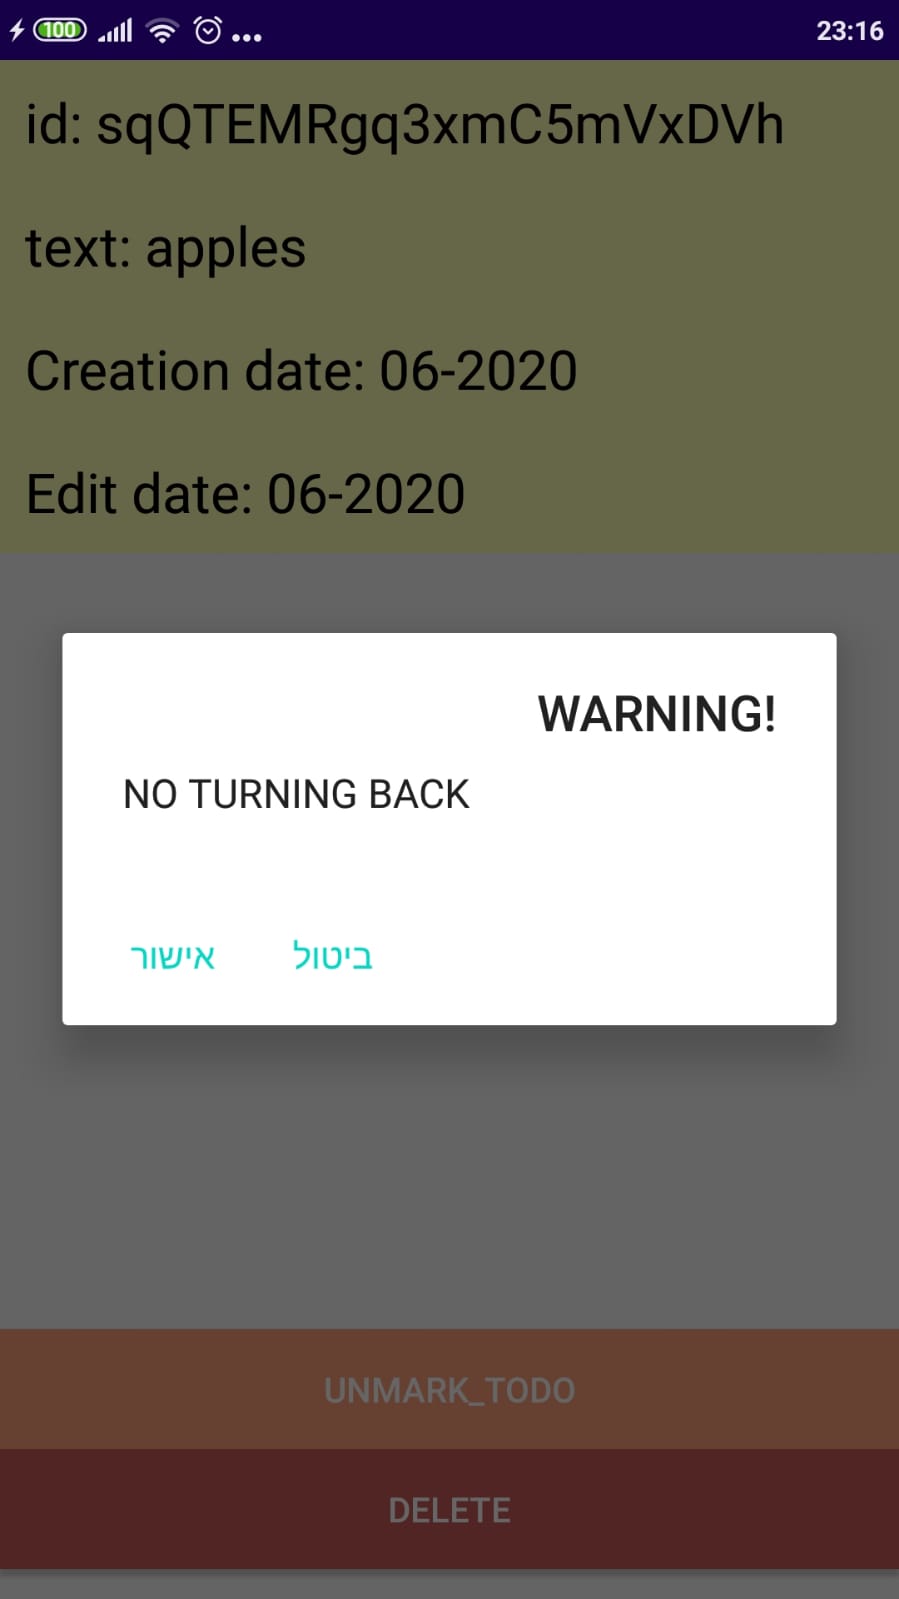 100
23:16
id: sqQTEMRgq3xmC5mVxDVh
text: apples
Creation date: 06-2020
Edit date: 06-2020
WARNING!
NO TURNING BACK
ביטול אישור
UNMARK_TODO
DELETE